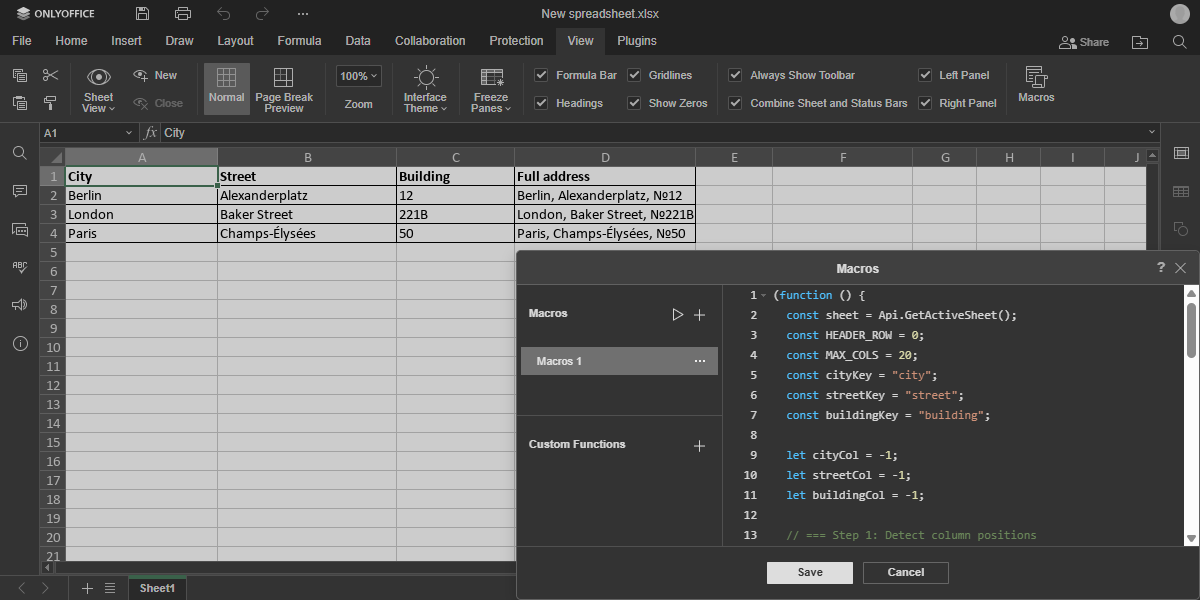 ONLYOFFICE
New spreadsheet.xlsx
File Home Insert Draw Layout Formula Data Collaboration Protection View Plugins Share
Sheet View
New
Close
Normal
Page Break Preview
100%
Zoom
Interface Theme
Freeze Panes
Formula Bar
Gridlines
Headings
Show Zeros
Always Show Toolbar
Combine Sheet and Status Bars
Left Panel
Right Panel
Macros
A1 fx City
A B C D E F G H I J
1 City Street Building Full address
2 Berlin Alexanderplatz 12 Berlin, Alexanderplatz, №12
3 London Baker Street 221B London, Baker Street, №221B
4 Paris Champs-Élysées 50 Paris, Champs-Élysées, №50
5
6
7
8
9
10
11
12
13
14
15
16
17
18
19
20
21
Macros ?
Macros
Macros 1
Custom Functions
1 (function () {
2 const sheet = Api.GetActiveSheet();
3 const HEADER_ROW = 0;
4 const MAX_COLS = 20;
5 const cityKey = "city";
6 const streetKey = "street";
7 const buildingKey = "building";
8
9 let cityCol = -1;
10 let streetCol = -1;
11 let buildingCol = -1;
12
13 // === Step 1: Detect column positions
Save Cancel
Sheet1